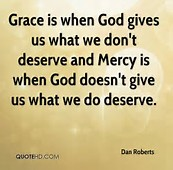 Grace is when God gives
us what we don't
deserve and Mercy is
when God doesn't give
us what we do deserve.
Dan Roberts
QUOTEHD.COM